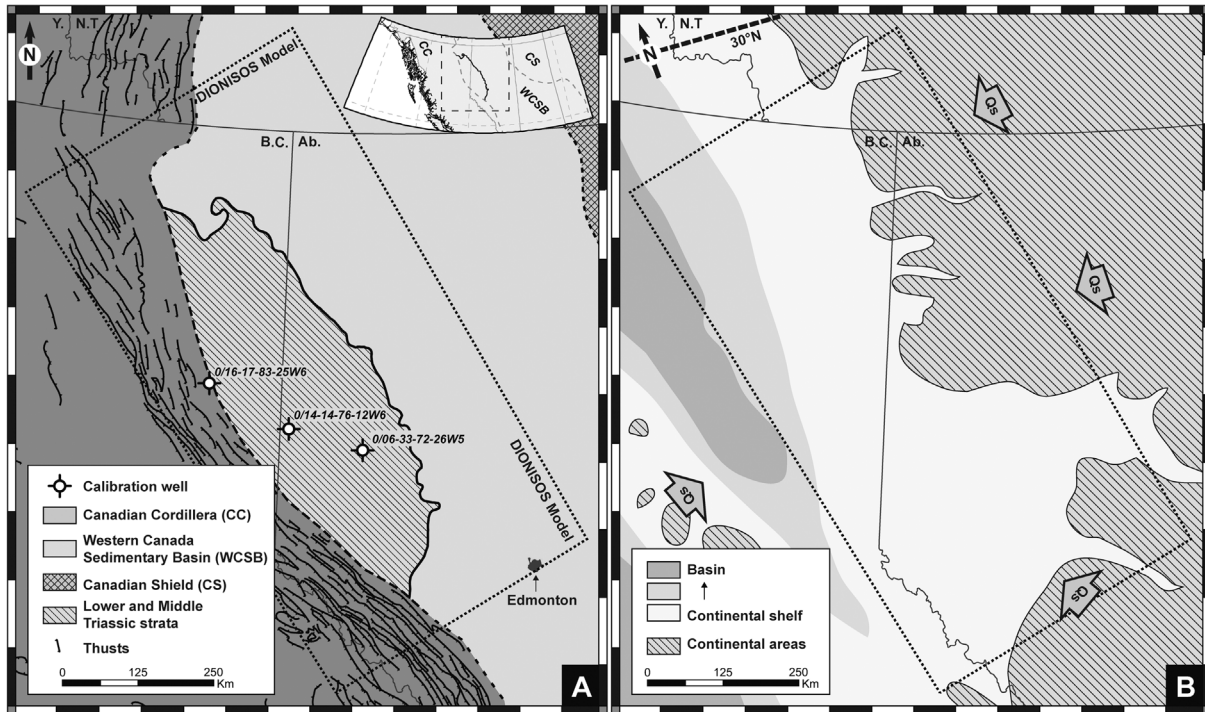 Y.
N.T
N
DIONISOS Model
CC
CS
WCSB
B.C.
Ab.
0/16-17-83-25W6
0/14-14-76-12W6
0/06-33-72-26W5
DIONISOS Model
Edmonton
Calibration well
Canadian Cordillera (CC)
Western Canada
Sedimentary Basin (WCSB)
Canadian Shield (CS)
Lower and Middle
Triassic strata
Thusts
0 125 250
Km
A
Y.
N.T
N
30°N
Qs
B.C.
Ab.
Qs
Qs
Qs
Basin
Continental shelf
Continental areas
0 125 250
Km
B